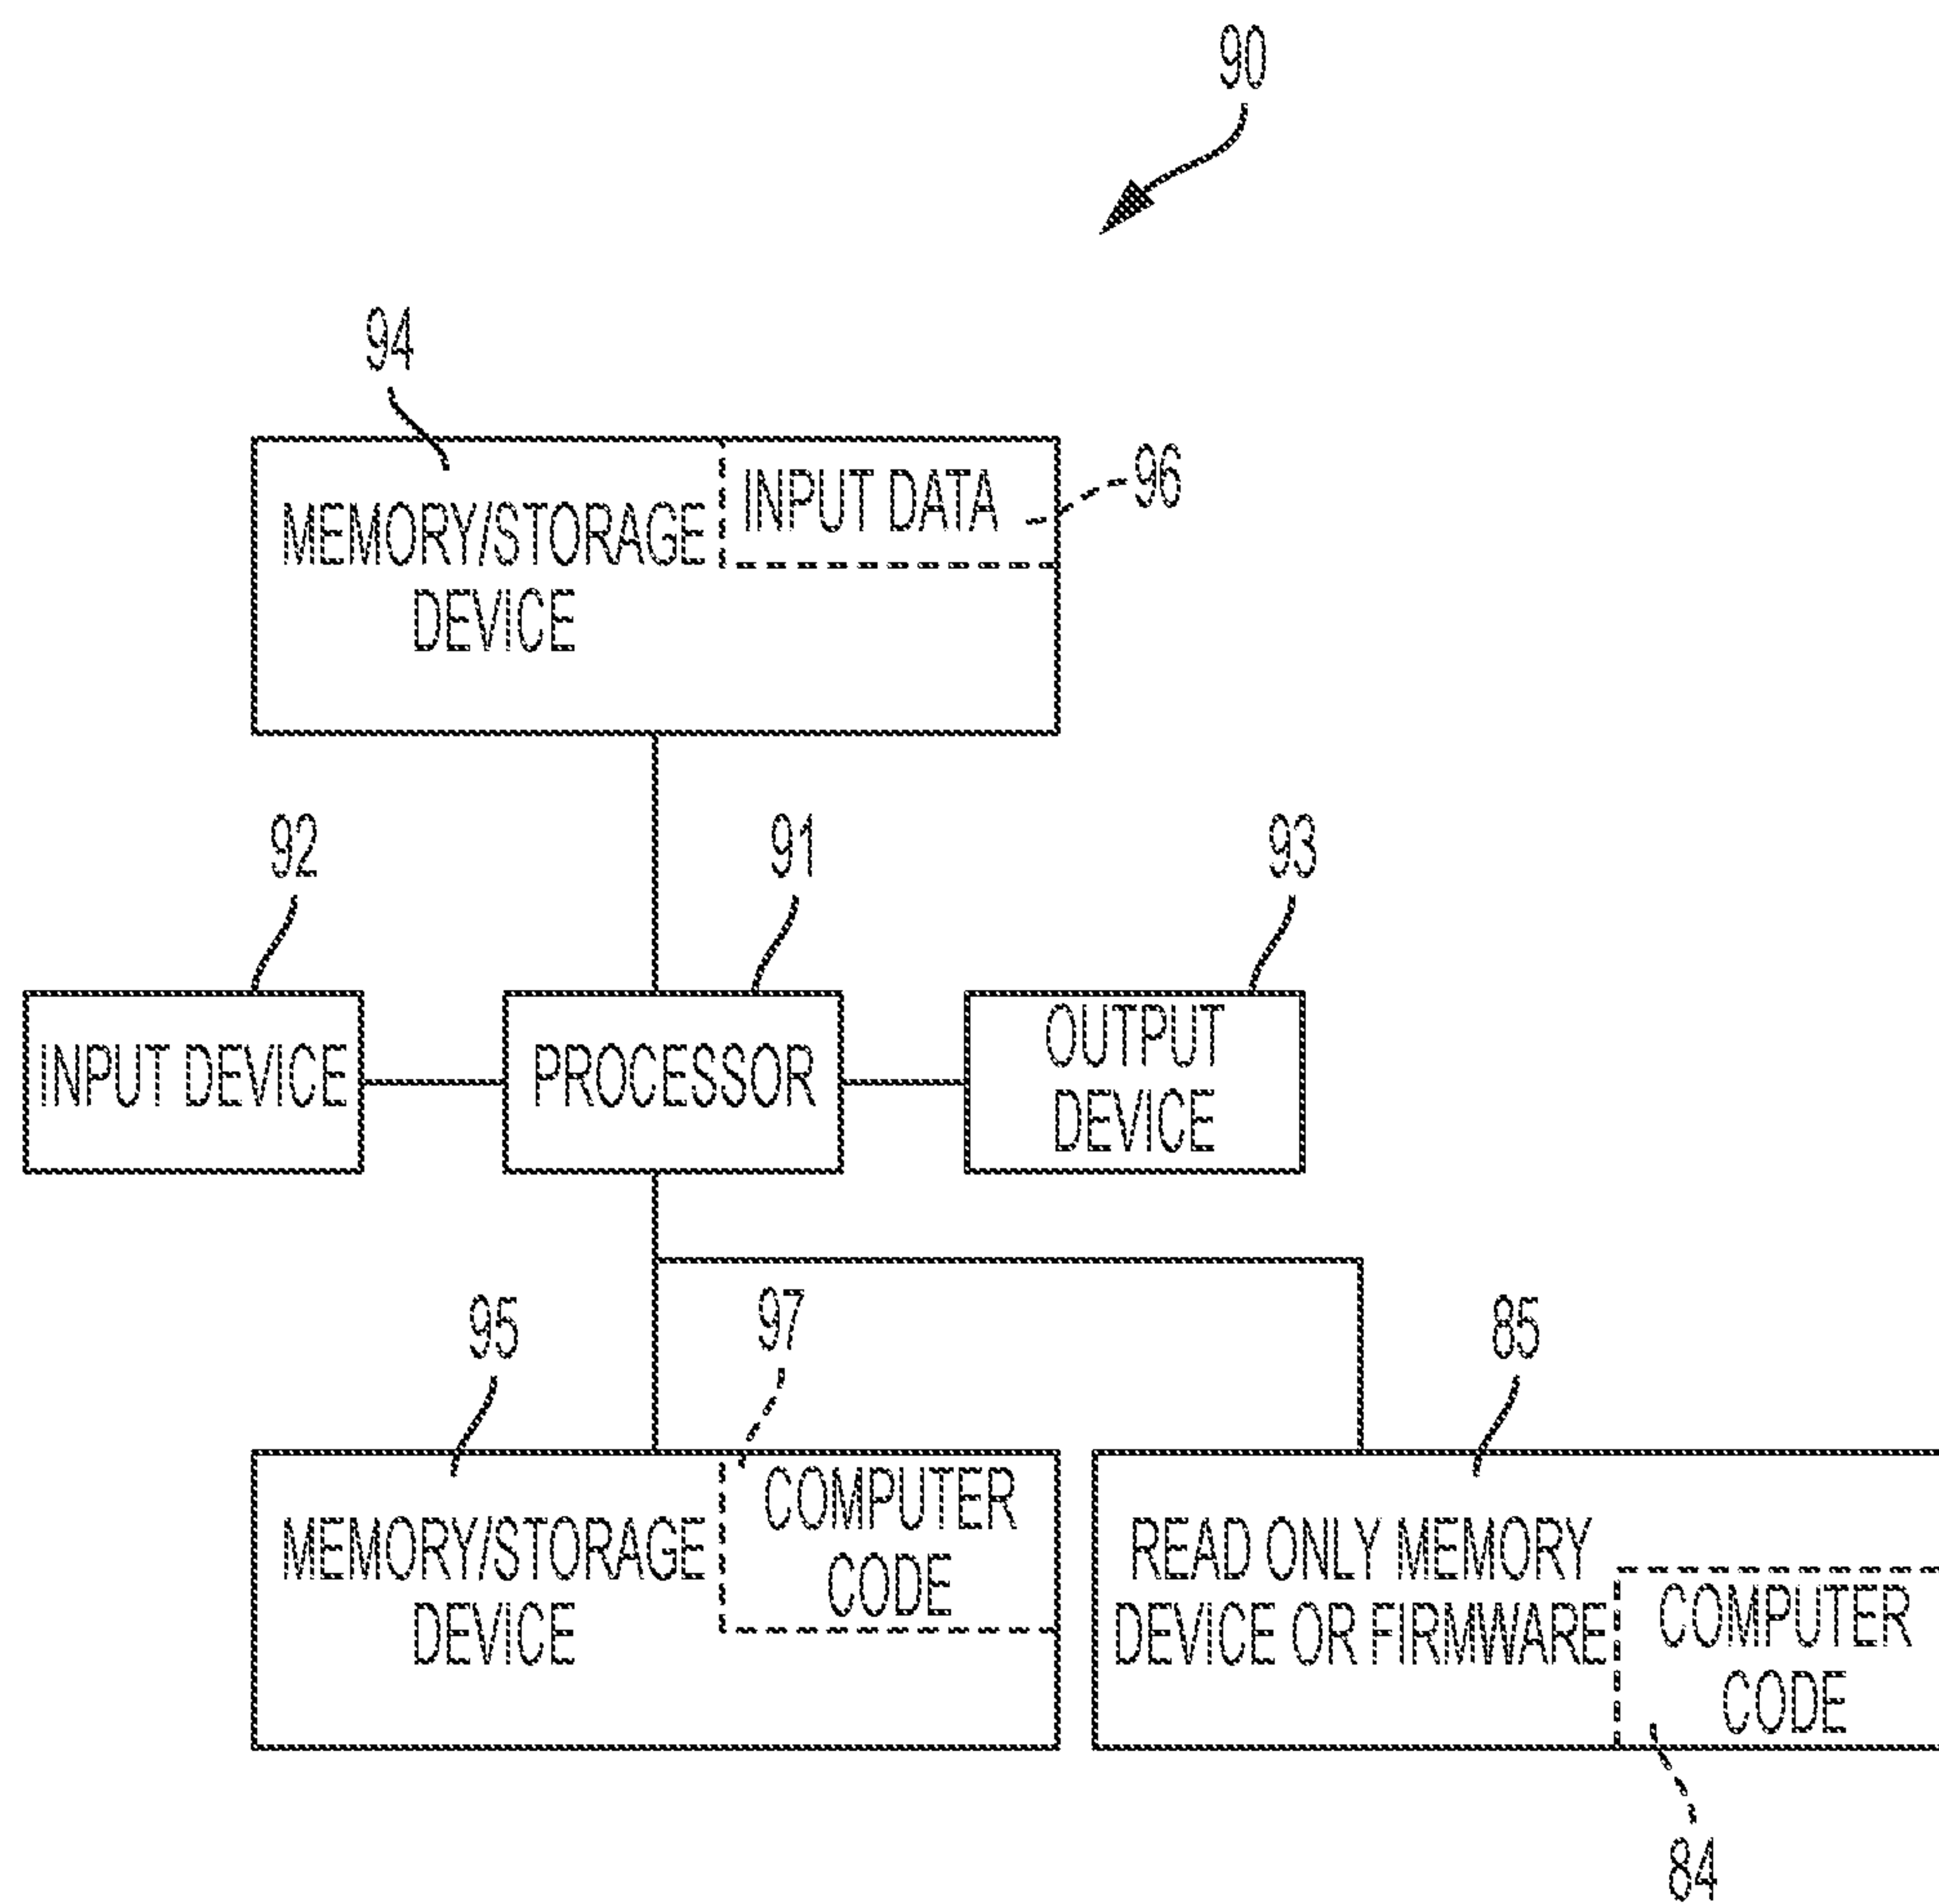 90
94
MEMORY/STORAGE
DEVICE
INPUT DATA
96
92
91
93
INPUT DEVICE
PROCESSOR
OUTPUT
DEVICE
95
97
85
MEMORY/STORAGE
DEVICE
COMPUTER
CODE
READ ONLY MEMORY
DEVICE OR FIRMWARE
COMPUTER
CODE
84